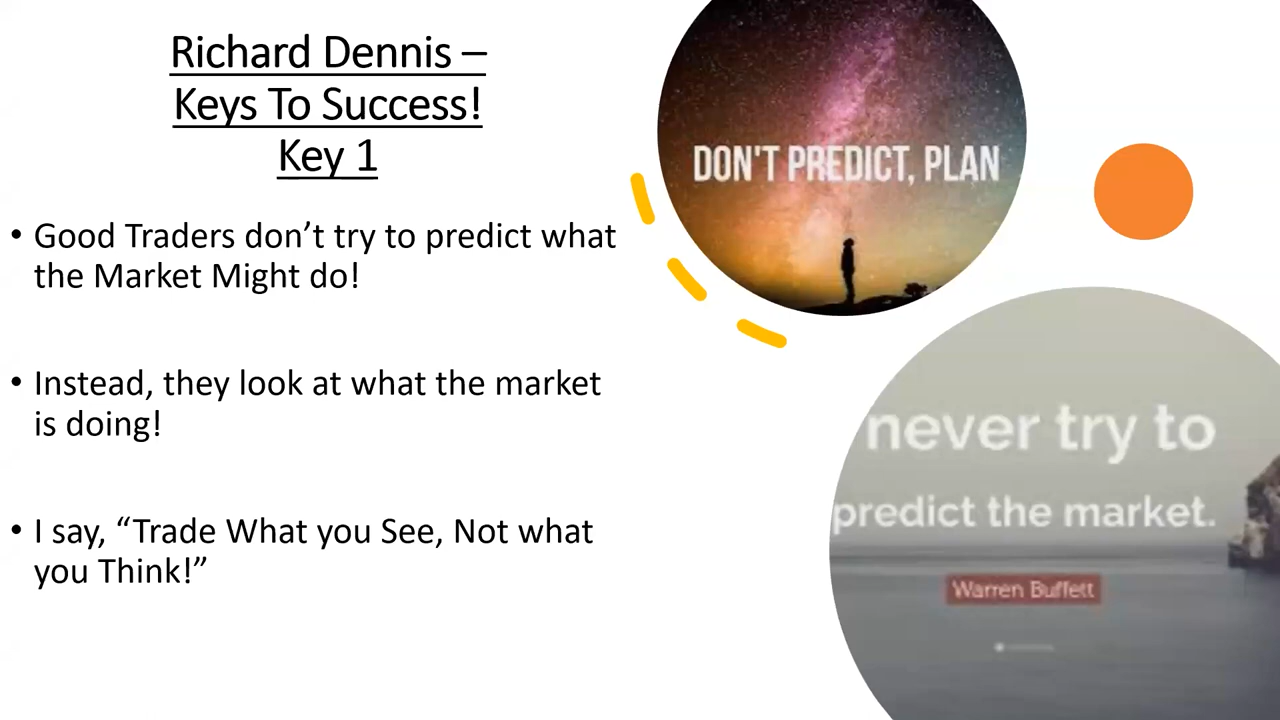 Richard Dennis –
Keys To Success!
Key 1
• Good Traders don’t try to predict what
the Market Might do!
• Instead, they look at what the market
is doing!
• I say, “Trade What you See, Not what
you Think!”
DON'T PREDICT, PLAN
never try to
predict the market.
Warren Buffett